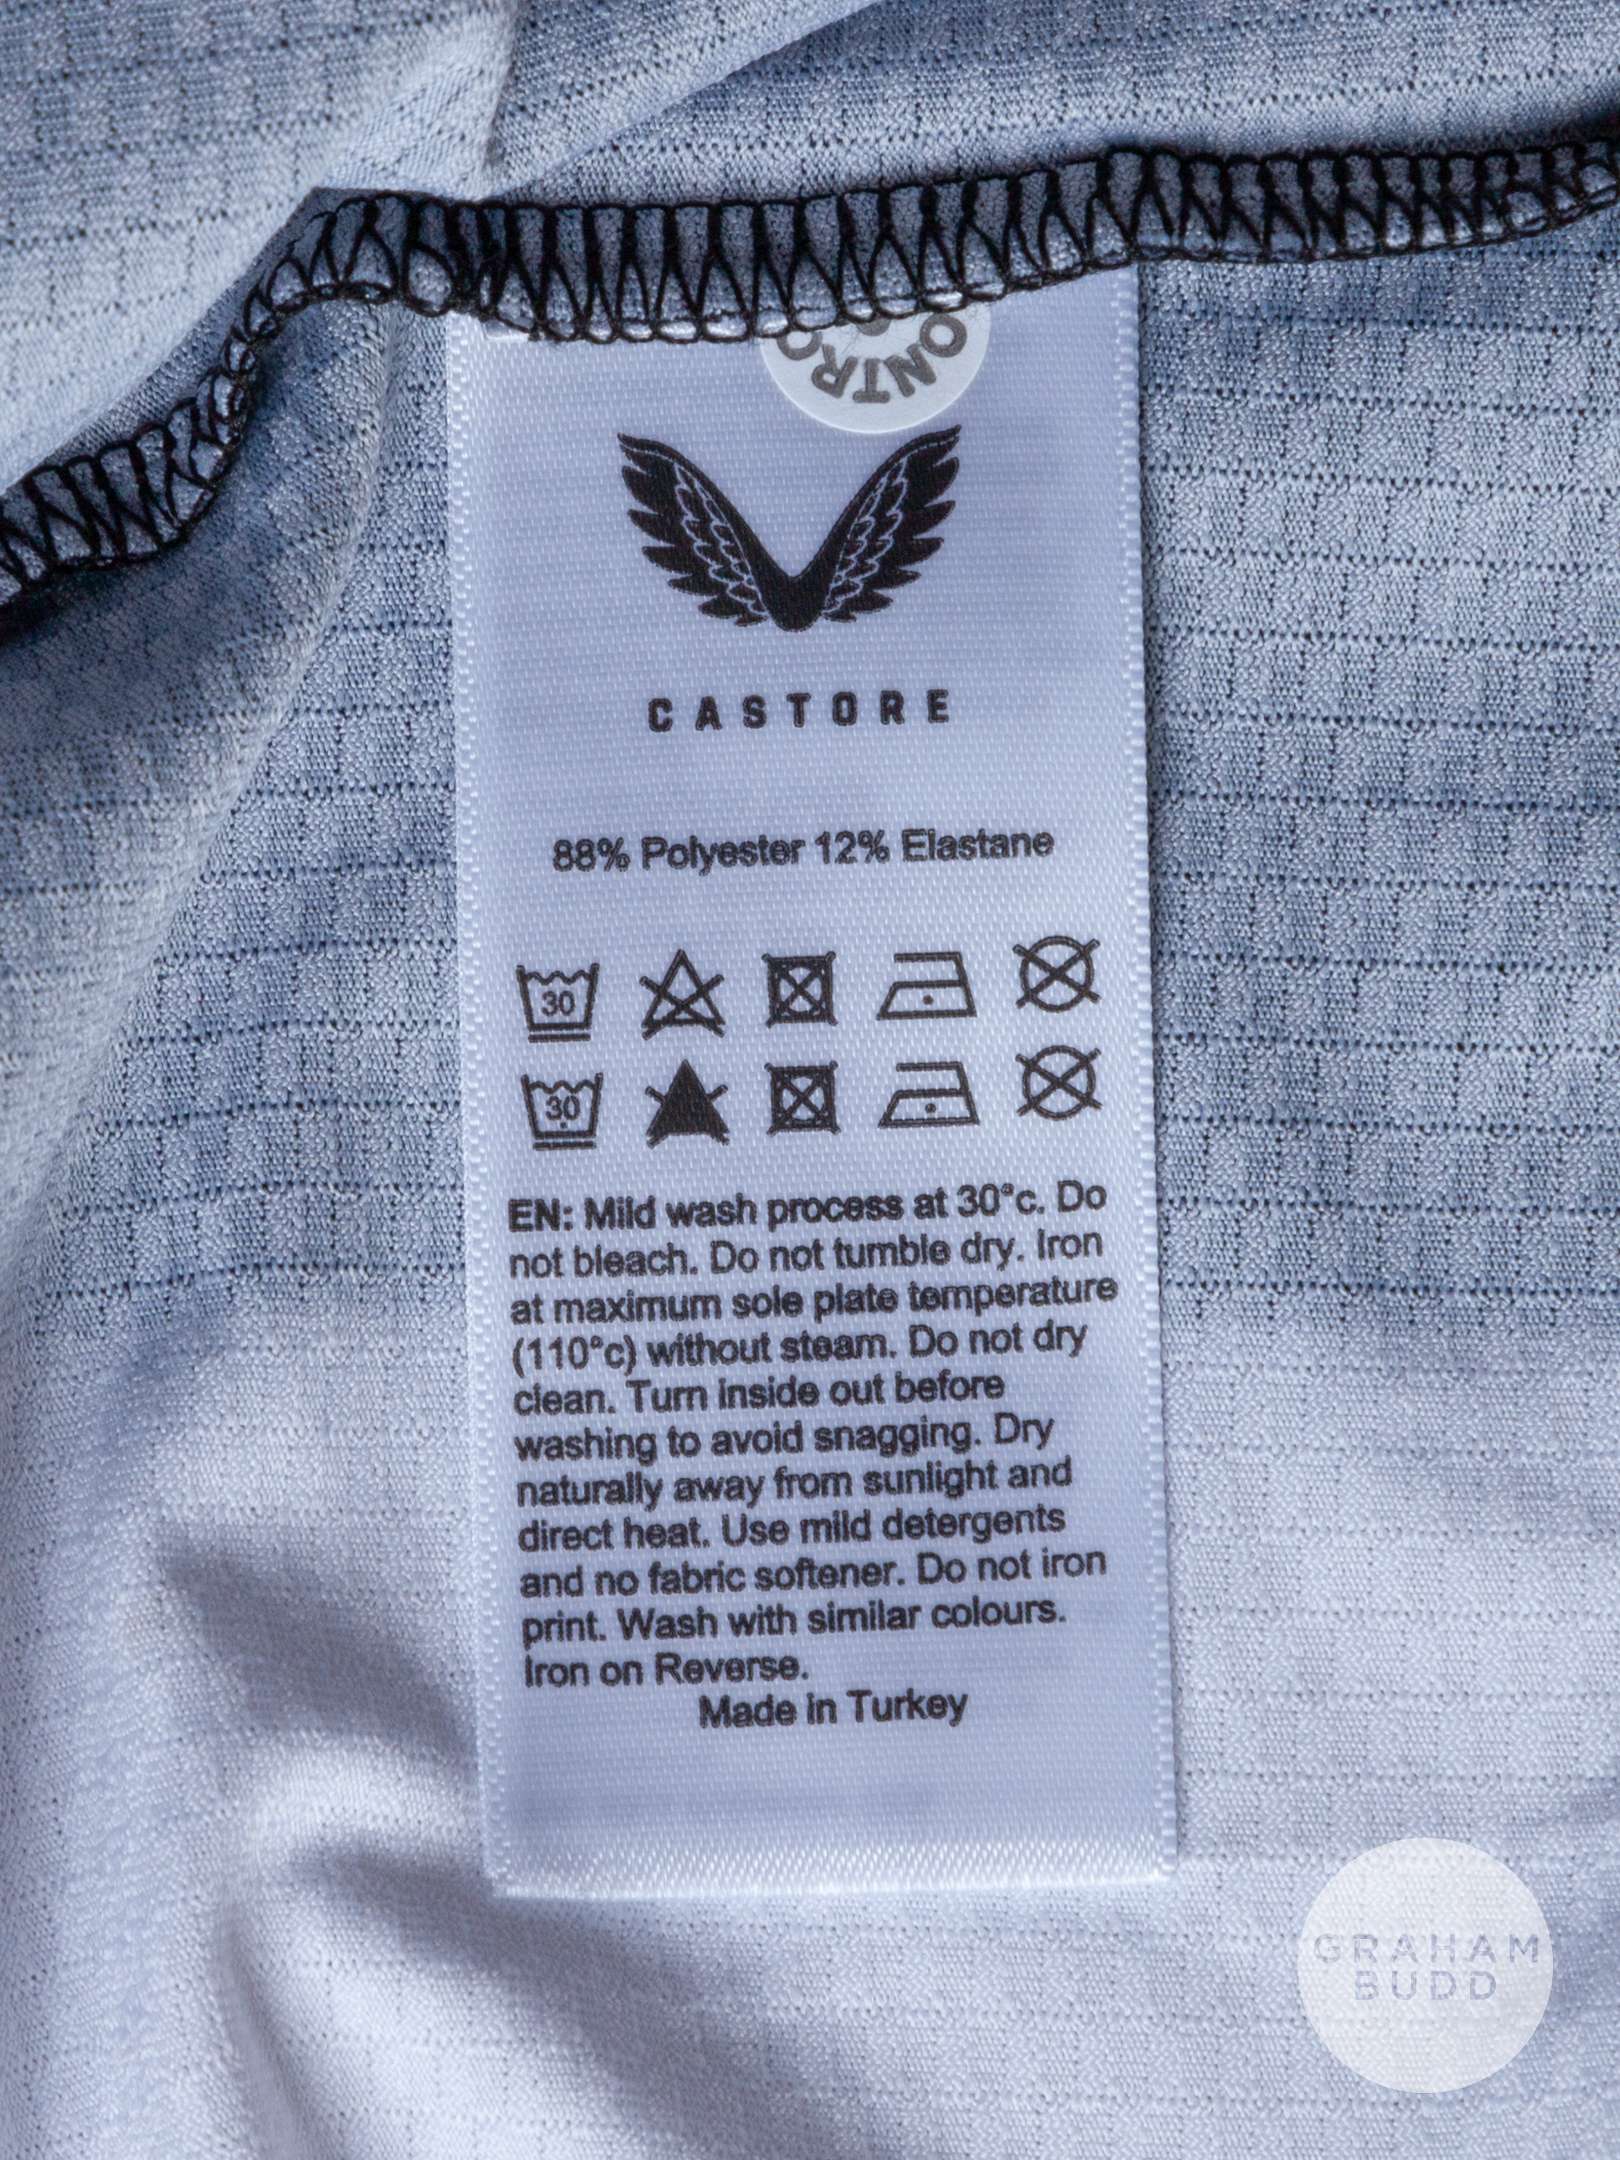 ONTRO
CASTORE
88% Polyester 12% Elastane
30
30
EN: Mild wash process at 30°c. Do
not bleach. Do not tumble dry. Iron
at maximum sole plate temperature
(110°c) without steam. Do not dry
clean. Turn inside out before
washing to avoid snagging. Dry
naturally away from sunlight and
direct heat. Use mild detergents
and no fabric softener. Do not iron
print. Wash with similar colours.
Iron on Reverse.
Made in Turkey
GRAHAM
BUDD